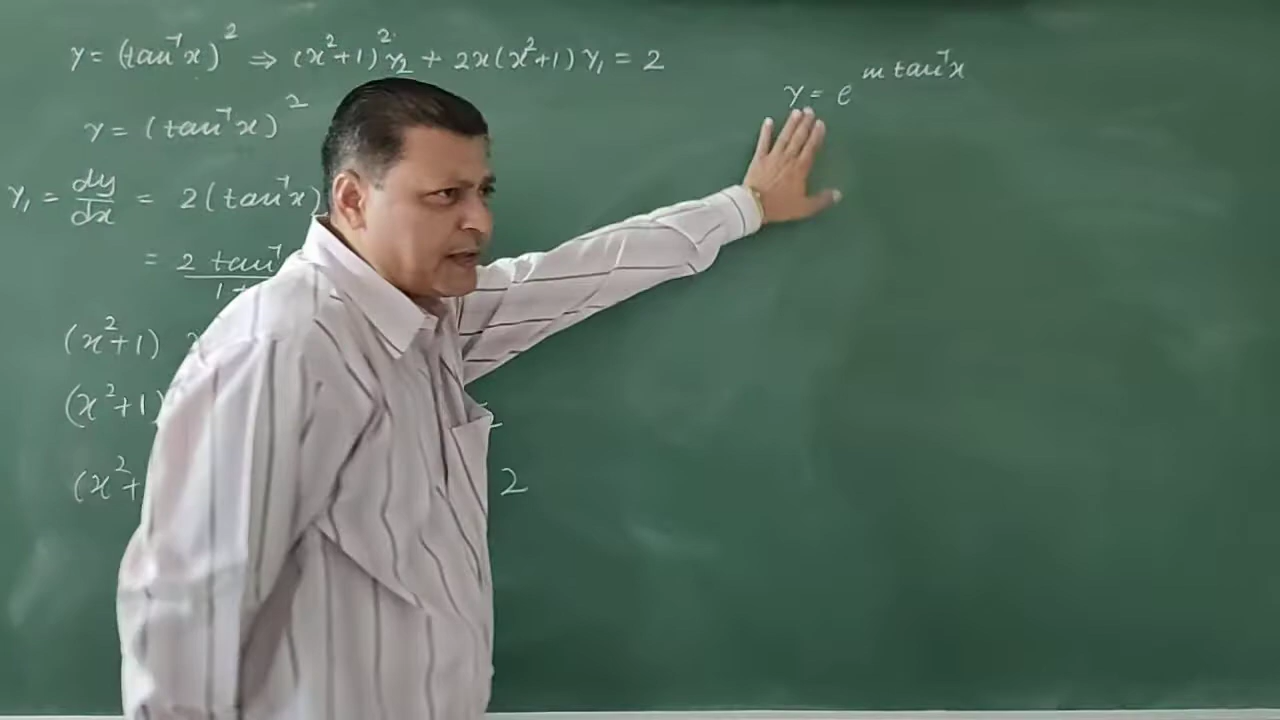 y = (tan⁻¹x)² ⇒ (x²+1)² y₂ + 2x(x²+1) y₁ = 2
y = (tan⁻¹x)²
y₁ = dy/dx = 2(tan⁻¹x)
= 2 tan⁻¹
1+
(x²+1)
(x²+1)
(x²+
2
y = e^(m tan⁻¹x)